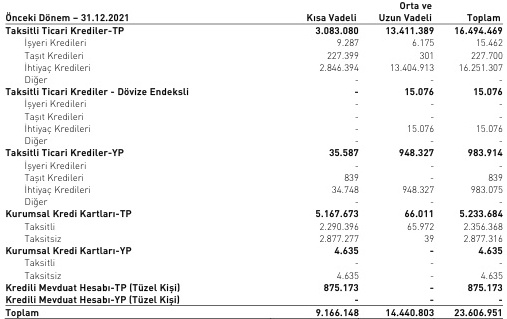 Orta ve
Önceki Dönem – 31.12.2021 Kısa Vadeli Uzun Vadeli Toplam
Taksitli Ticari Krediler-TP 3.083.080 13.411.389 16.494.469
İşyeri Kredileri 9.287 6.175 15.462
Taşıt Kredileri 227.399 301 227.700
İhtiyaç Kredileri 2.846.394 13.404.913 16.251.307
Diğer - - -
Taksitli Ticari Krediler - Dövize Endeksli - 15.076 15.076
İşyeri Kredileri - - -
Taşıt Kredileri - - -
İhtiyaç Kredileri - 15.076 15.076
Diğer - - -
Taksitli Ticari Krediler-YP 35.587 948.327 983.914
İşyeri Kredileri - - -
Taşıt Kredileri 839 - 839
İhtiyaç Kredileri 34.748 948.327 983.075
Diğer - - -
Kurumsal Kredi Kartları-TP 5.167.673 66.011 5.233.684
Taksitli 2.290.396 65.972 2.356.368
Taksitsiz 2.877.277 39 2.877.316
Kurumsal Kredi Kartları-YP 4.635 - 4.635
Taksitli - - -
Taksitsiz 4.635 - 4.635
Kredili Mevduat Hesabı-TP (Tüzel Kişi) 875.173 - 875.173
Kredili Mevduat Hesabı-YP (Tüzel Kişi) - - -
Toplam 9.166.148 14.440.803 23.606.951